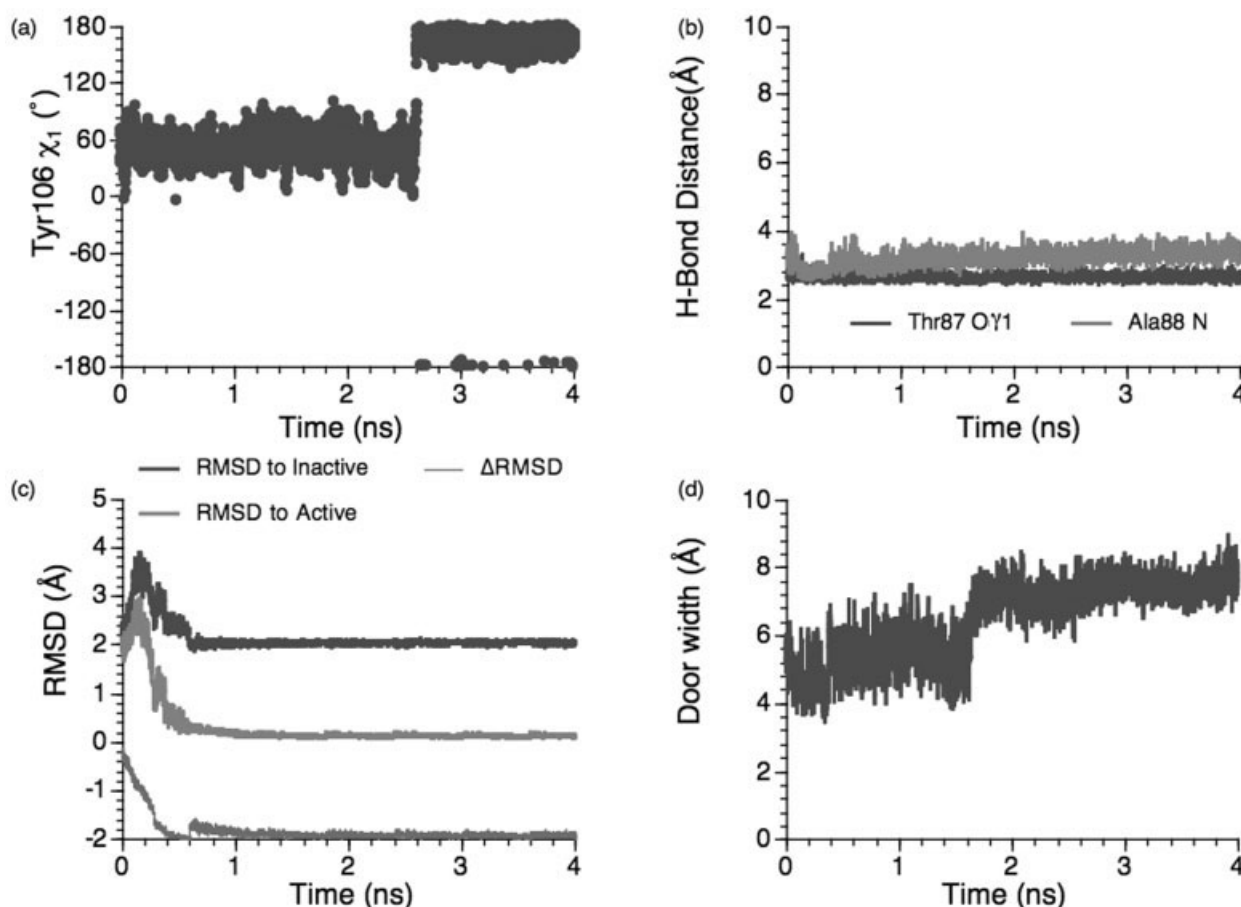 (a)
180
120
60
0
-60
-120
-180
Tyr106 χ1 (°)
0 1 2 3 4
Time (ns)
(b)
10
8
6
4
2
0
H-Bond Distance(Å)
Thr87 Oγ1 Ala88 N
0 1 2 3 4
Time (ns)
RMSD to Inactive ΔRMSD
(c)
RMSD to Active
5
4
3
2
1
0
-1
-2
RMSD (Å)
0 1 2 3 4
Time (ns)
(d)
10
8
6
4
2
0
Door width (Å)
0 1 2 3 4
Time (ns)